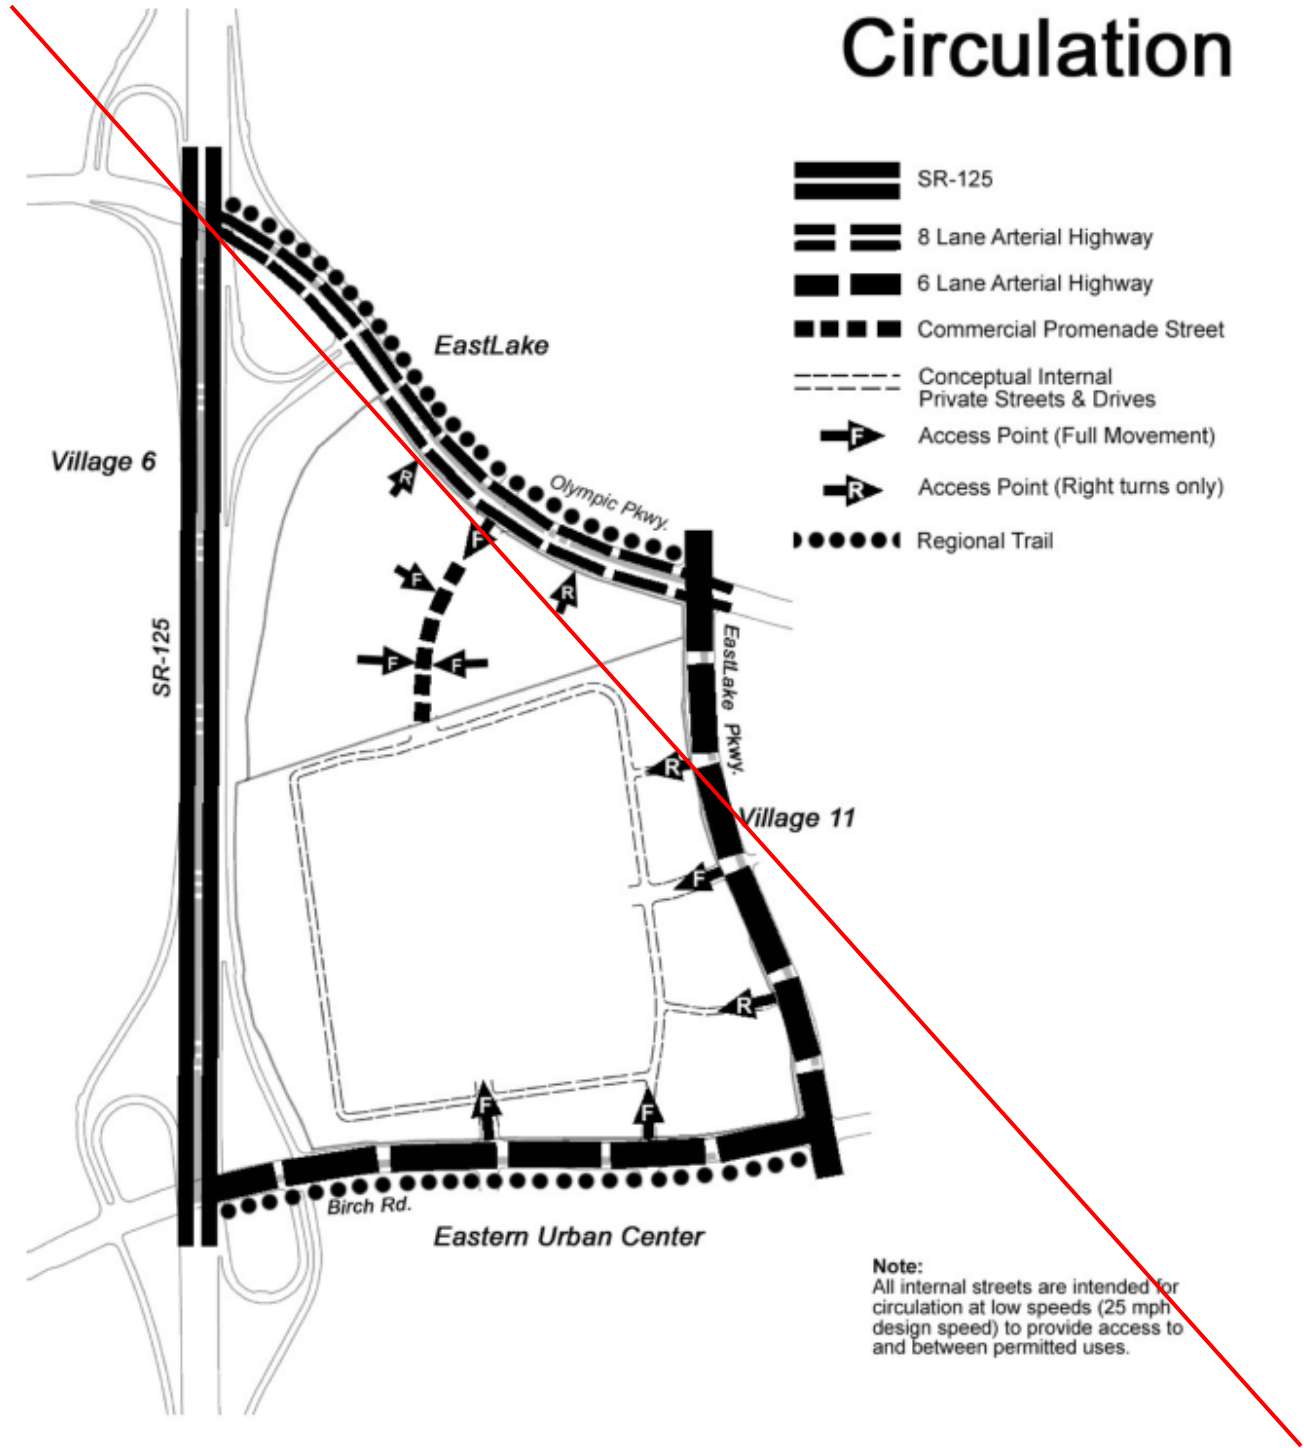 Circulation
SR-125
8 Lane Arterial Highway
6 Lane Arterial Highway
Commercial Promenade Street
Conceptual Internal
Private Streets & Drives
F
Access Point (Full Movement)
R
Access Point (Right turns only)
Regional Trail
EastLake
Village 6
R
Olympic Pkwy.
F
F
R
SR-125
F
F
EastLake Pkwy.
R
Village 11
F
R
F
F
Birch Rd.
Eastern Urban Center
Note:
All internal streets are intended for
circulation at low speeds (25 mph
design speed) to provide access to
and between permitted uses.